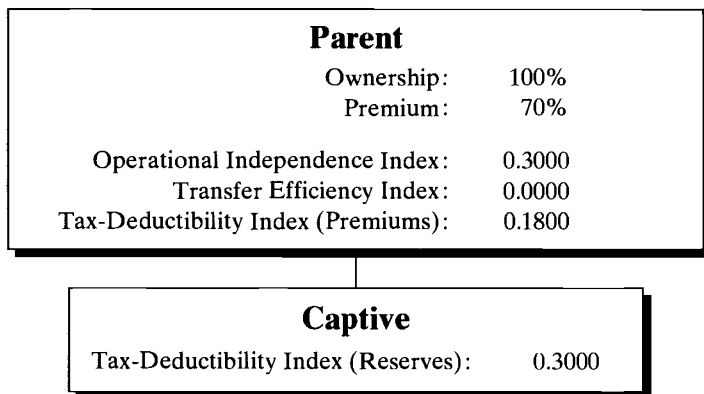 Parent
Ownership: 100%
Premium: 70%
Operational Independence Index: 0.3000
Transfer Efficiency Index: 0.0000
Tax-Deductibility Index (Premiums): 0.1800
Captive
Tax-Deductibility Index (Reserves): 0.3000